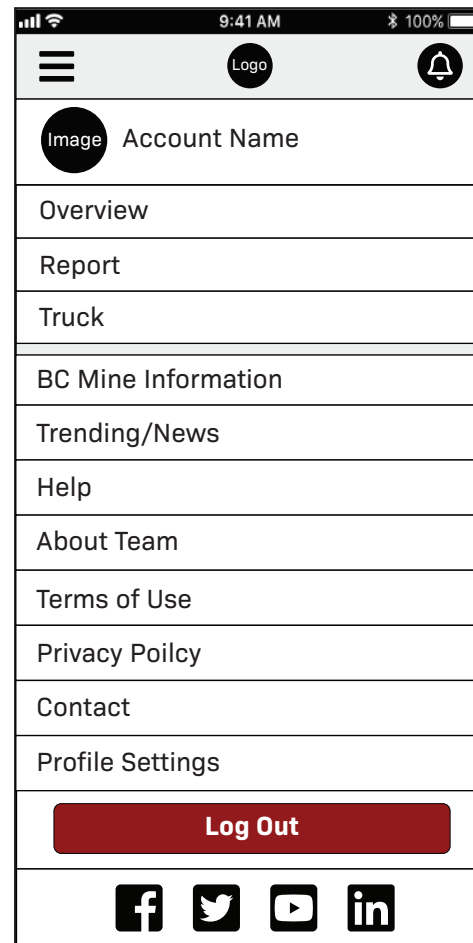 9:41 AM
100%
Logo
Image
Account Name
Overview
Report
Truck
BC Mine Information
Trending/News
Help
About Team
Terms of Use
Privacy Poilcy
Contact
Profile Settings
Log Out
in